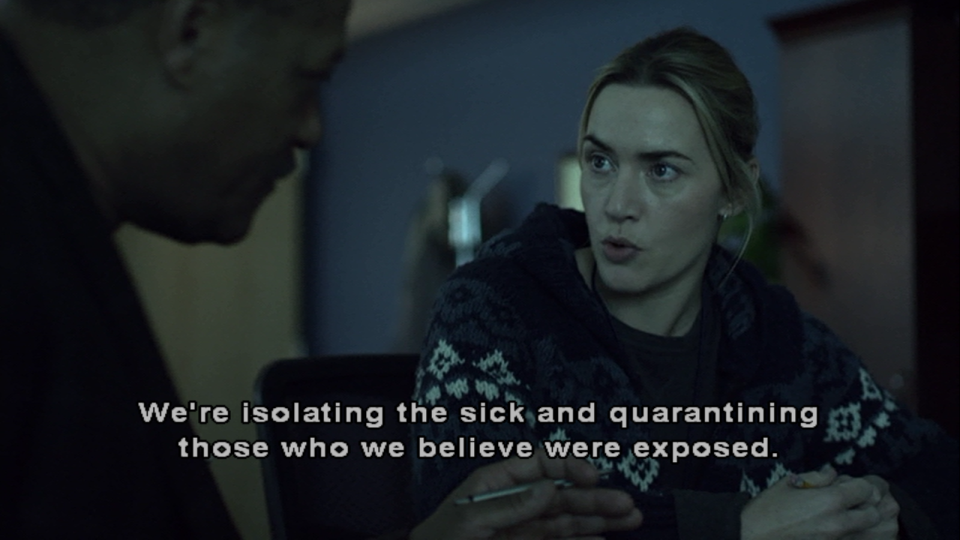 We're isolating the sick and quarantining
those who we believe were exposed.